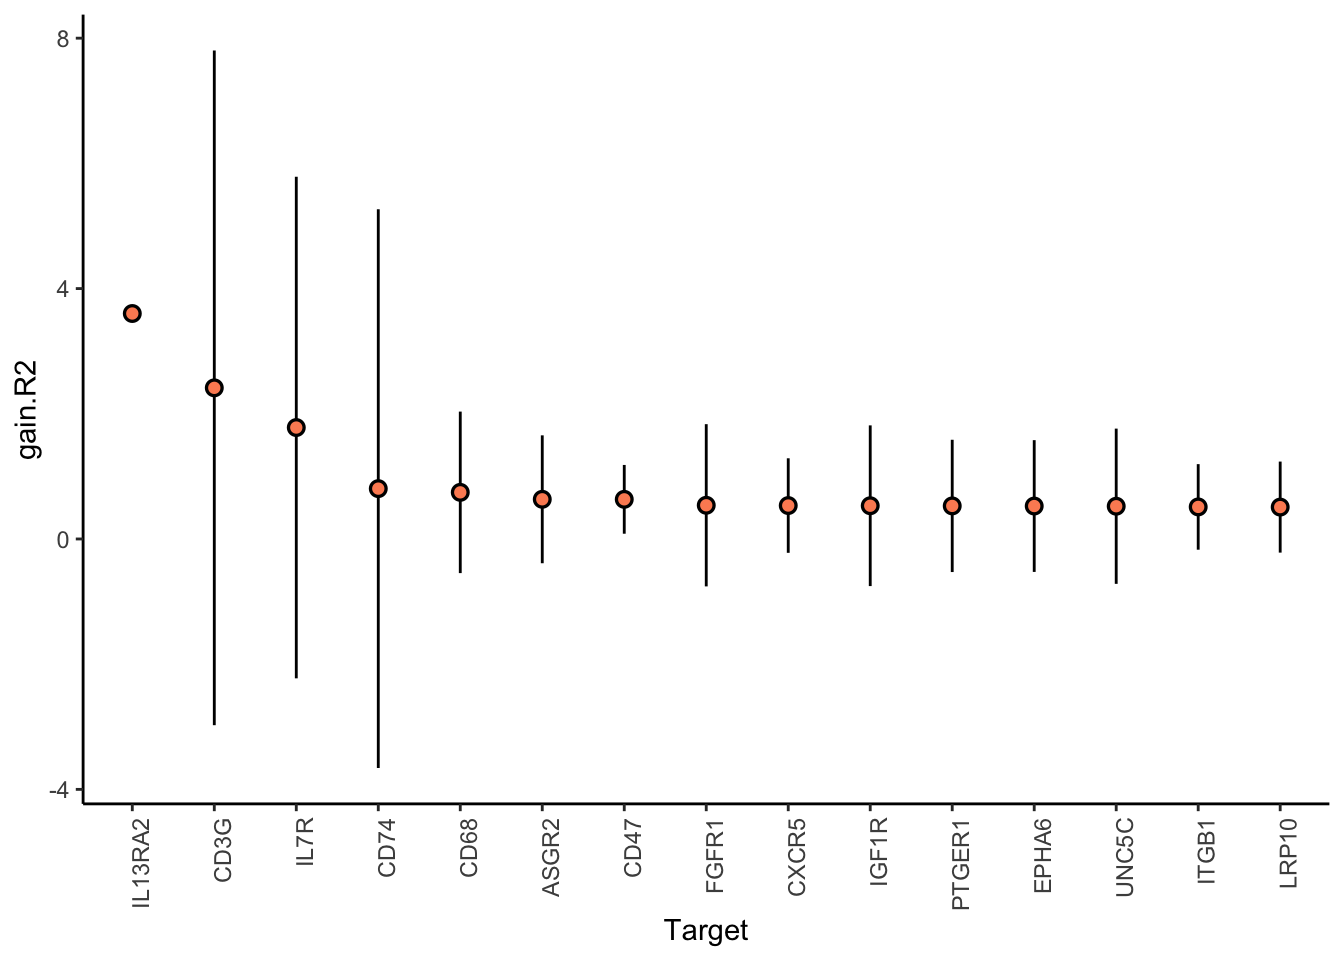 gain.R2
8
4
0
-4
IL13RA2
CD3G
IL7R
CD74
CD68
ASGR2
CD47
FGFR1
CXCR5
IGF1R
PTGER1
EPHA6
UNC5C
ITGB1
LRP10
Target